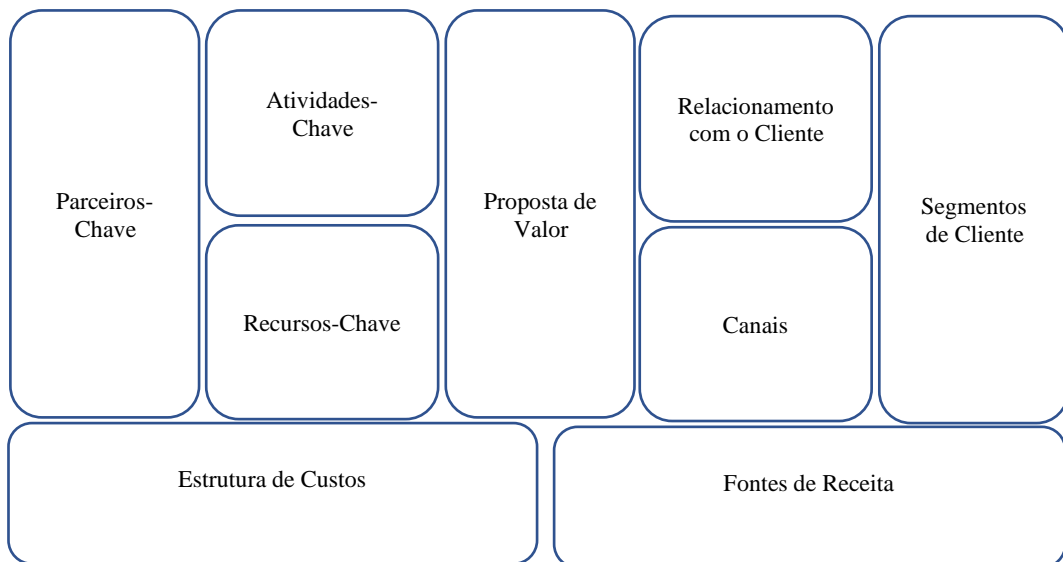 Parceiros-
Chave
Atividades-
Chave
Recursos-Chave
Proposta de
Valor
Relacionamento
com o Cliente
Canais
Segmentos
de Cliente
Estrutura de Custos
Fontes de Receita